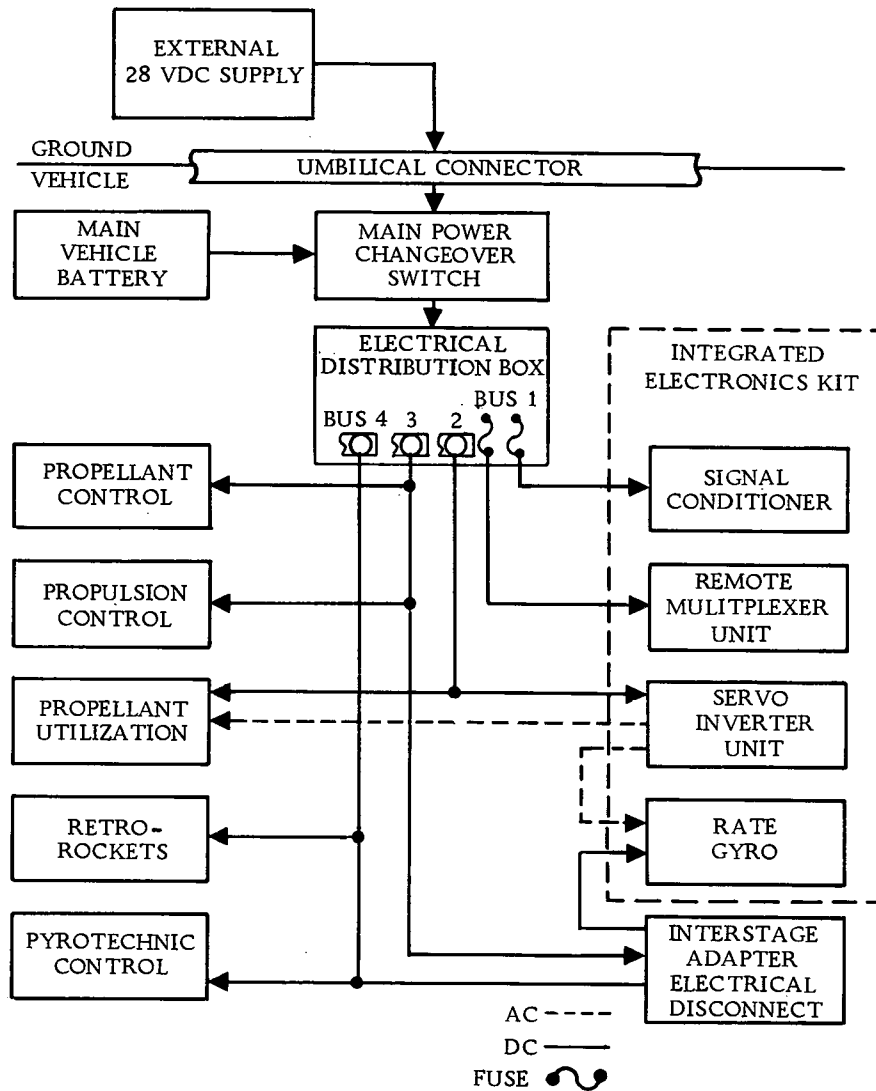 EXTERNAL
28 VDC SUPPLY
GROUND
VEHICLE
UMBILICAL CONNECTOR
MAIN
VEHICLE
BATTERY
MAIN POWER
CHANGEOVER
SWITCH
ELECTRICAL
DISTRIBUTION BOX
BUS 1
BUS 4 3 2
INTEGRATED
ELECTRONICS KIT
PROPELLANT
CONTROL
SIGNAL
CONDITIONER
PROPULSION
CONTROL
REMOTE
MULITPLEXER
UNIT
PROPELLANT
UTILIZATION
SERVO
INVERTER
UNIT
RETRO-
ROCKETS
RATE
GYRO
PYROTECHNIC
CONTROL
INTERSTAGE
ADAPTER
ELECTRICAL
DISCONNECT
AC
DC
FUSE